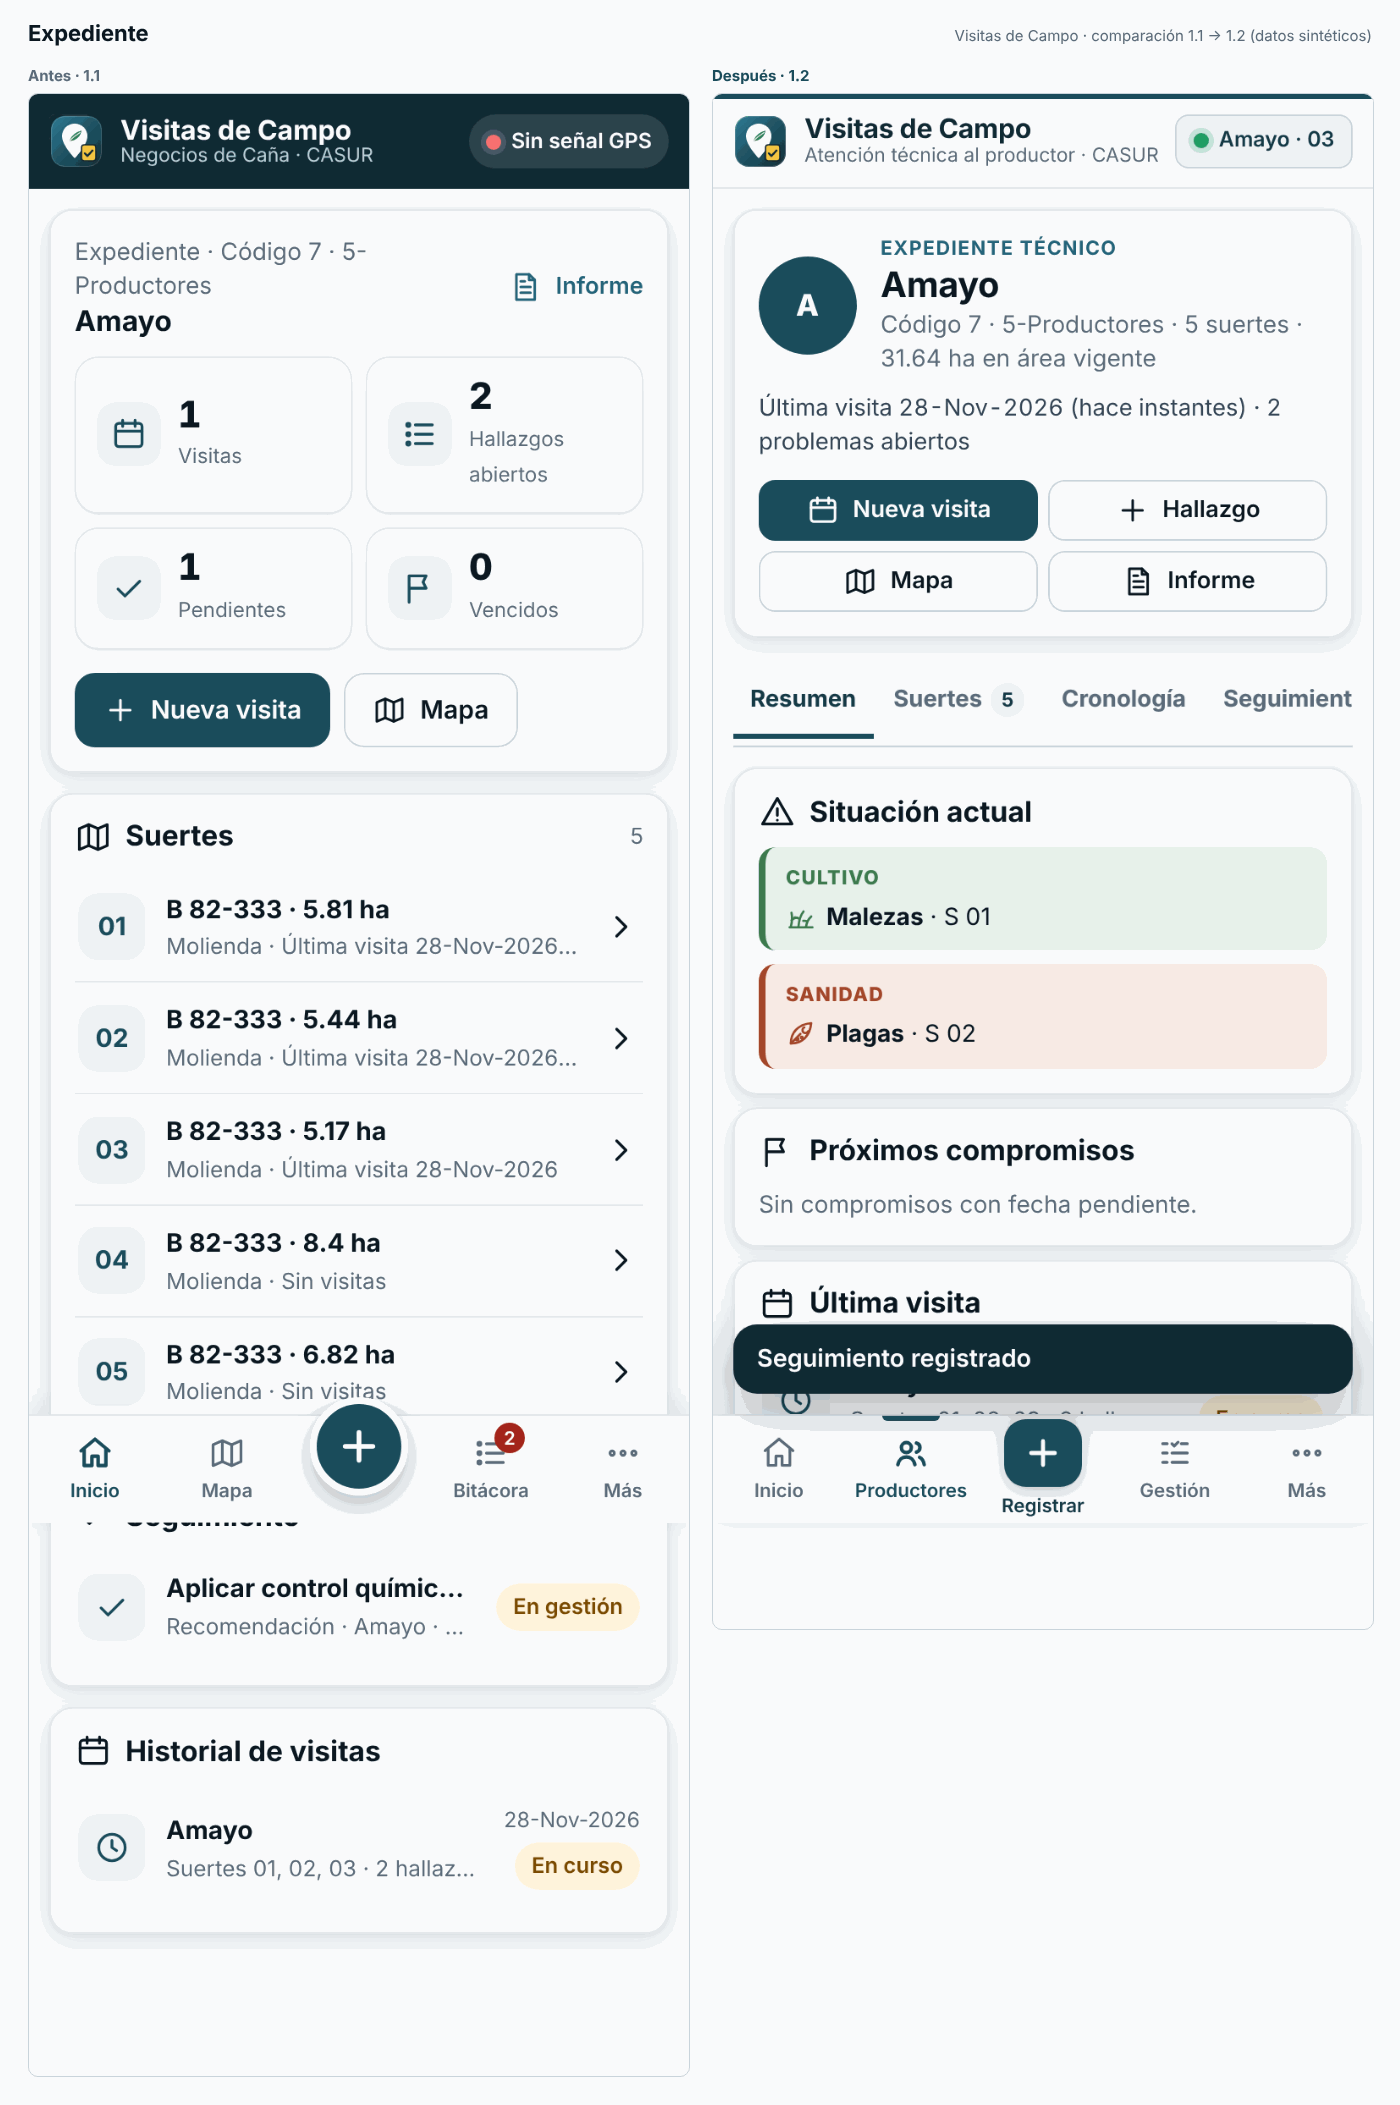 Expediente
Visitas de Campo · comparación 1.1 → 1.2 (datos sintéticos)
Antes · 1.1
Visitas de Campo
Negocios de Caña · CASUR
Sin señal GPS
Expediente · Código 7 · 5-
Productores
Amayo
Informe
1
Visitas
2
Hallazgos
abiertos
1
Pendientes
0
Vencidos
Nueva visita
Mapa
Suertes
5
01
B 82-333 · 5.81 ha
Molienda · Última visita 28-Nov-2026...
02
B 82-333 · 5.44 ha
Molienda · Última visita 28-Nov-2026...
03
B 82-333 · 5.17 ha
Molienda · Última visita 28-Nov-2026
04
B 82-333 · 8.4 ha
Molienda · Sin visitas
05
B 82-333 · 6.82 ha
Molienda · Sin visitas
Inicio
Mapa
2
Bitácora
Más
Seguimiento
Aplicar control químic...
Recomendación · Amayo · ...
En gestión
Historial de visitas
Amayo
Suertes 01, 02, 03 · 2 hallaz...
28-Nov-2026
En curso
Después · 1.2
Visitas de Campo
Atención técnica al productor · CASUR
Amayo · 03
A
EXPEDIENTE TÉCNICO
Amayo
Código 7 · 5-Productores · 5 suertes ·
31.64 ha en área vigente
Última visita 28-Nov-2026 (hace instantes) · 2
problemas abiertos
Nueva visita
Hallazgo
Mapa
Informe
Resumen
Suertes 5
Cronología
Seguimient
Situación actual
CULTIVO
Malezas · S 01
SANIDAD
Plagas · S 02
Próximos compromisos
Sin compromisos con fecha pendiente.
Última visita
Seguimiento registrado
Inicio
Productores
Registrar
Gestión
Más